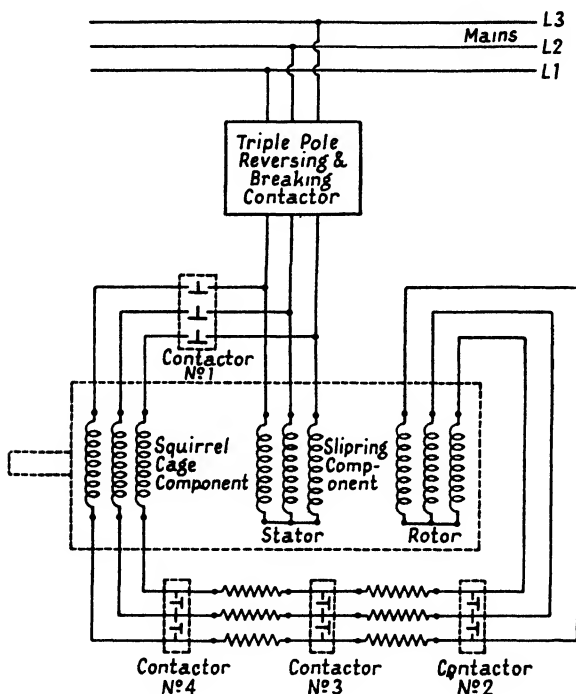 L3
Mains
L2
L1
Triple Pole
Reversing &
Breaking
Contactor
Contactor
Nº1
Squirrel
Cage
Component
Slipring
Comp-
onent
Stator
Rotor
Contactor
Nº4
Contactor
Nº3
Contactor
Nº2